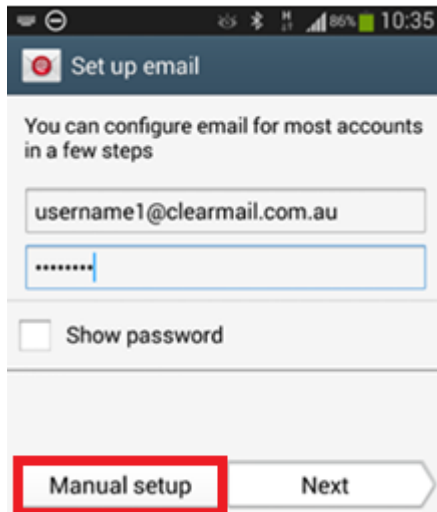 86% 10:35
Set up email
You can configure email for most accounts
in a few steps
username1@clearmail.com.au
••••••••
Show password
Manual setup
Next